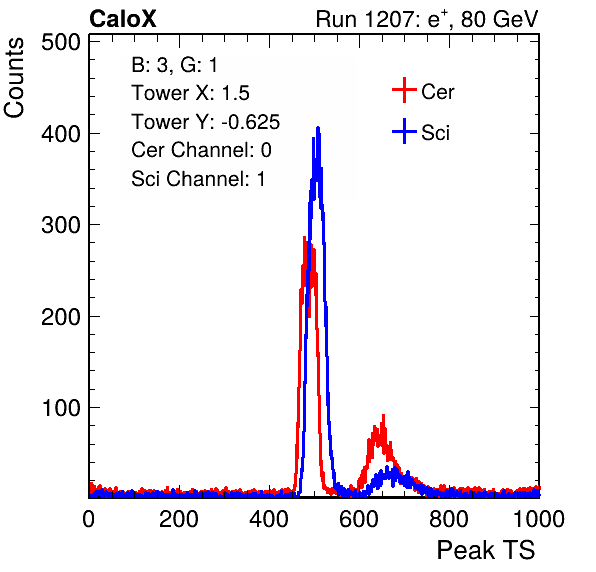 CaloX Run 1207: e+, 80 GeV
Counts
500
400
300
200
100
B: 3, G: 1
Tower X: 1.5
Tower Y: -0.625
Cer Channel: 0
Sci Channel: 1
Cer
Sci
0 200 400 600 800 1000
Peak TS